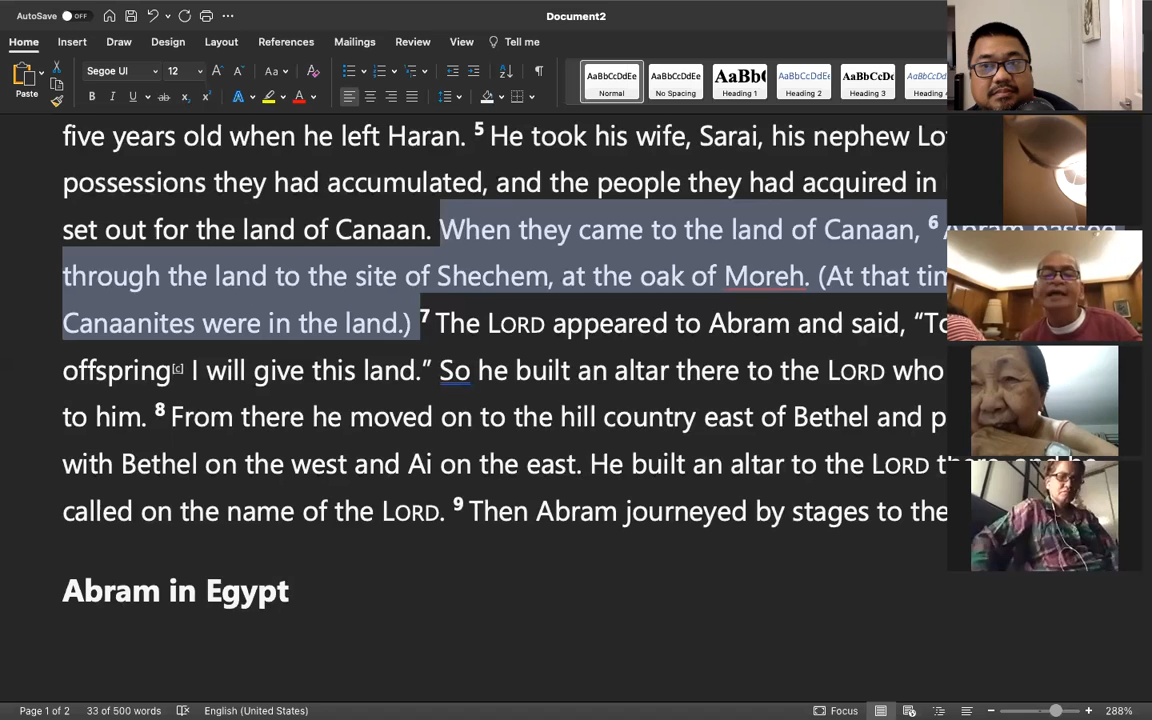 AutoSave OFF Document2
Home Insert Draw Design Layout References Mailings Review View Tell me
Paste Segoe UI 12 Aa AaBbCcDdEe Normal AaBbCcDdEe No Spacing AaBb( Heading 1 AaBbCcDdEe Heading 2 AaBbCcDc Heading 3 AaBbCcDdEe Heading 4
five years old when he left Haran. 5 He took his wife, Sarai, his nephew
possessions they had accumulated, and the people they had acquired in
set out for the land of Canaan. When they came to the land of Canaan, 6 Abram passed
through the land to the site of Shechem, at the oak of Moreh. (At that
Canaanites were in the land.) 7 The LORD appeared to Abram and said,
offspring[c] I will give this land.” So he built an altar there to the LORD who
to him. 8 From there he moved on to the hill country east of Bethel and
with Bethel on the west and Ai on the east. He built an altar to the LORD
called on the name of the LORD. 9 Then Abram journeyed by stages to the
Abram in Egypt
Page 1 of 2 33 of 500 words English (United States) Focus 288%